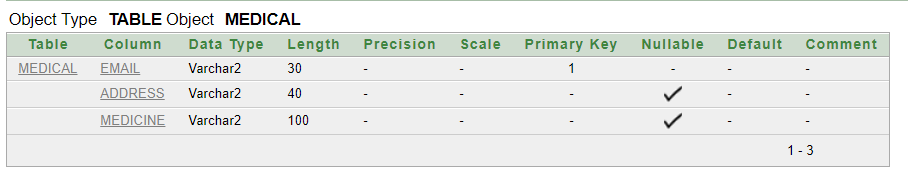 Object Type TABLE Object MEDICAL
Table Column Data Type Length Precision Scale Primary Key Nullable Default Comment
MEDICAL EMAIL Varchar2 30 - - 1 - - -
ADDRESS Varchar2 40 - - - ✓ - -
MEDICINE Varchar2 100 - - - ✓ - -
1 - 3